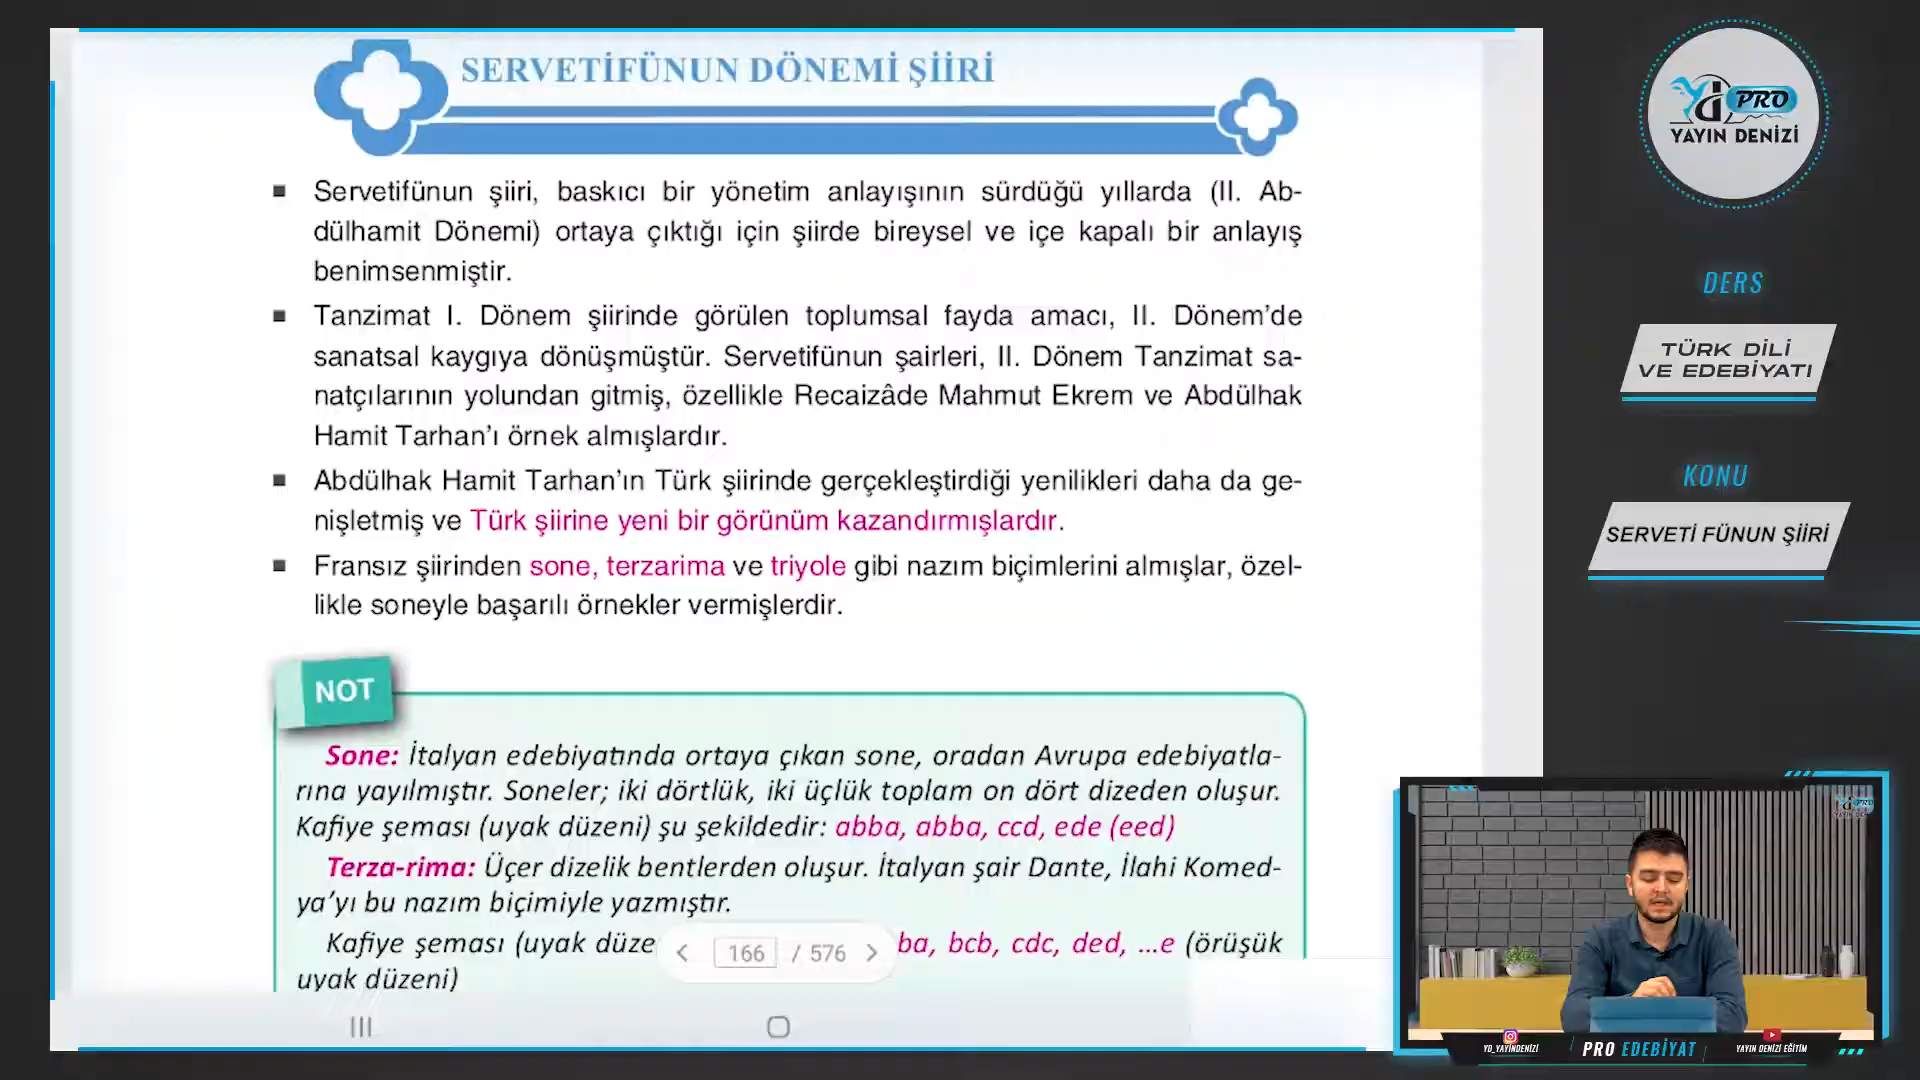 SERVETİFÜNUN DÖNEMİ ŞİİRİ
▪ Servetifünun şiiri, baskıcı bir yönetim anlayışının sürdüğü yıllarda (II. Ab-
dülhamit Dönemi) ortaya çıktığı için şiirde bireysel ve içe kapalı bir anlayış
benimsenmiştir.
▪ Tanzimat I. Dönem şiirinde görülen toplumsal fayda amacı, II. Dönem’de
sanatsal kaygıya dönüşmüştür. Servetifünun şairleri, II. Dönem Tanzimat sa-
natçılarının yolundan gitmiş, özellikle Recaizâde Mahmut Ekrem ve Abdülhak
Hamit Tarhan’ı örnek almışlardır.
▪ Abdülhak Hamit Tarhan’ın Türk şiirinde gerçekleştirdiği yenilikleri daha da ge-
nişletmiş ve Türk şiirine yeni bir görünüm kazandırmışlardır.
▪ Fransız şiirinden sone, terzarima ve triyole gibi nazım biçimlerini almışlar, özel-
likle soneyle başarılı örnekler vermişlerdir.
NOT
Sone: İtalyan edebiyatında ortaya çıkan sone, oradan Avrupa edebiyatla-
rına yayılmıştır. Soneler; iki dörtlük, iki üçlük toplam on dört dizeden oluşur.
Kafiye şeması (uyak düzeni) şu şekildedir: abba, abba, ccd, ede (eed)
Terza-rima: Üçer dizelik bentlerden oluşur. İtalyan şair Dante, İlahi Komed-
ya’yı bu nazım biçimiyle yazmıştır.
Kafiye şeması (uyak düze ba, bcb, cdc, ded, ...e (örüşük
uyak düzeni)
166 / 576
yd PRO
YAYIN DENİZİ
DERS
TÜRK DİLİ
VE EDEBİYATI
KONU
SERVETİ FÜNUN ŞİİRİ
YD_YAYINDENIZI
PRO EDEBİYAT
YAYIN DENİZİ EĞİTİM